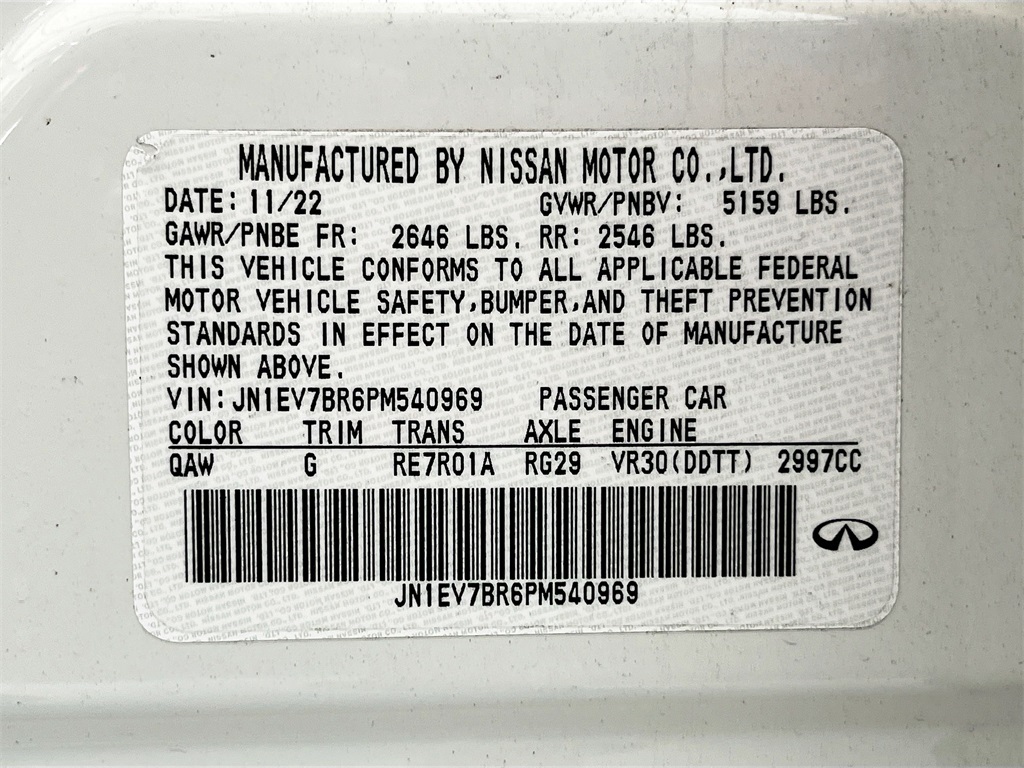 MANUFACTURED BY NISSAN MOTOR CO.,LTD.
DATE: 11/22 GVWR/PNBV: 5159 LBS.
GAWR/PNBE FR: 2646 LBS. RR: 2546 LBS.
THIS VEHICLE CONFORMS TO ALL APPLICABLE FEDERAL
MOTOR VEHICLE SAFETY,BUMPER,AND THEFT PREVENTION
STANDARDS IN EFFECT ON THE DATE OF MANUFACTURE
SHOWN ABOVE.
VIN:JN1EV7BR6PM540969 PASSENGER CAR
COLOR TRIM TRANS AXLE ENGINE
QAW G RE7R01A RG29 VR30(DDTT) 2997CC
JN1EV7BR6PM540969